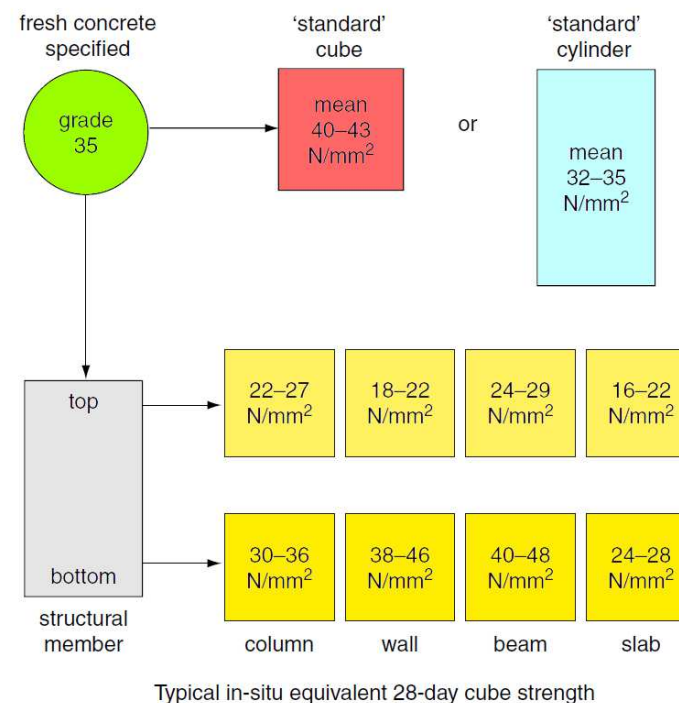 fresh concrete
specified
'standard'
cube
'standard'
cylinder
grade
35
mean
40–43
N/mm²
or
mean
32–35
N/mm²
top
22–27
N/mm²
18–22
N/mm²
24–29
N/mm²
16–22
N/mm²
bottom
30–36
N/mm²
38–46
N/mm²
40–48
N/mm²
24–28
N/mm²
structural
member
column
wall
beam
slab
Typical in-situ equivalent 28-day cube strength